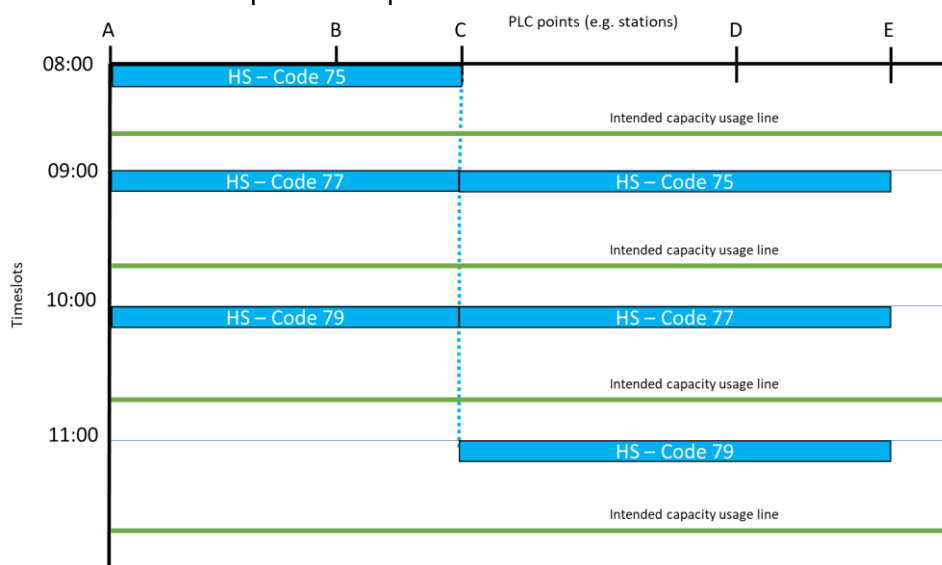 PLC points (e.g. stations)
A B C D E
08:00
HS – Code 75
Intended capacity usage line
09:00
HS – Code 77
HS – Code 75
Intended capacity usage line
Timeslots
10:00
HS – Code 79
HS – Code 77
Intended capacity usage line
11:00
HS – Code 79
Intended capacity usage line